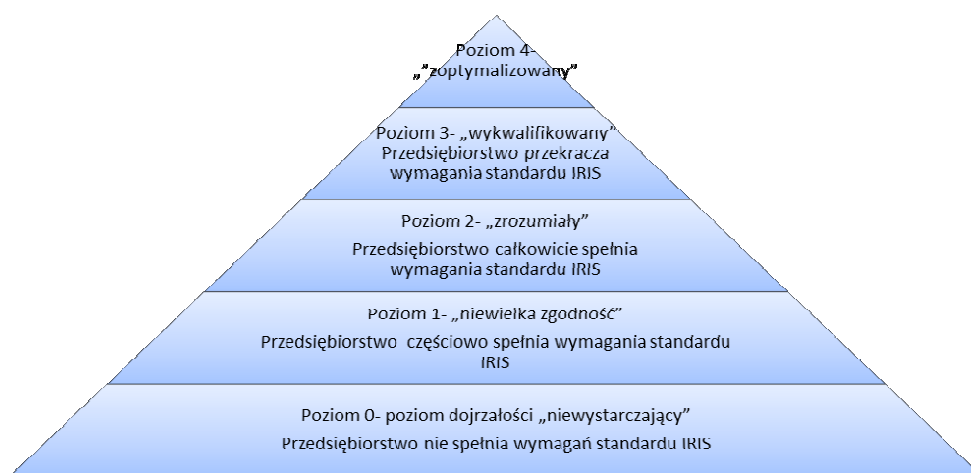 Poziom 4-
„”zoptymalizowany”
Poziom 3- „wykwalifikowany”
Przedsiębiorstwo przekracza
wymagania standardu IRIS
Poziom 2- „zrozumiały”
Przedsiębiorstwo całkowicie spełnia
wymagania standardu IRIS
Poziom 1- „niewielka zgodność”
Przedsiębiorstwo częściowo spełnia wymagania standardu
IRIS
Poziom 0- poziom dojrzałości „niewystarczający”
Przedsiębiorstwo nie spełnia wymagań standardu IRIS